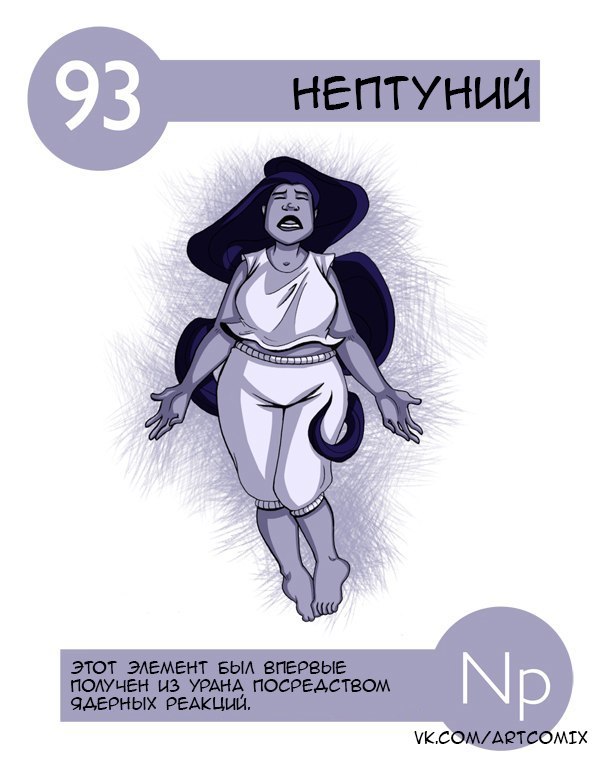 93
НЕПТУНИЙ
ЭТОТ ЭЛЕМЕНТ БЫЛ ВПЕРВЫЕ
ПОЛУЧЕН ИЗ УРАНА ПОСРЕДСТВОМ
ЯДЕРНЫХ РЕАКЦИЙ.
Np
VK.COM/ARTCOMIX